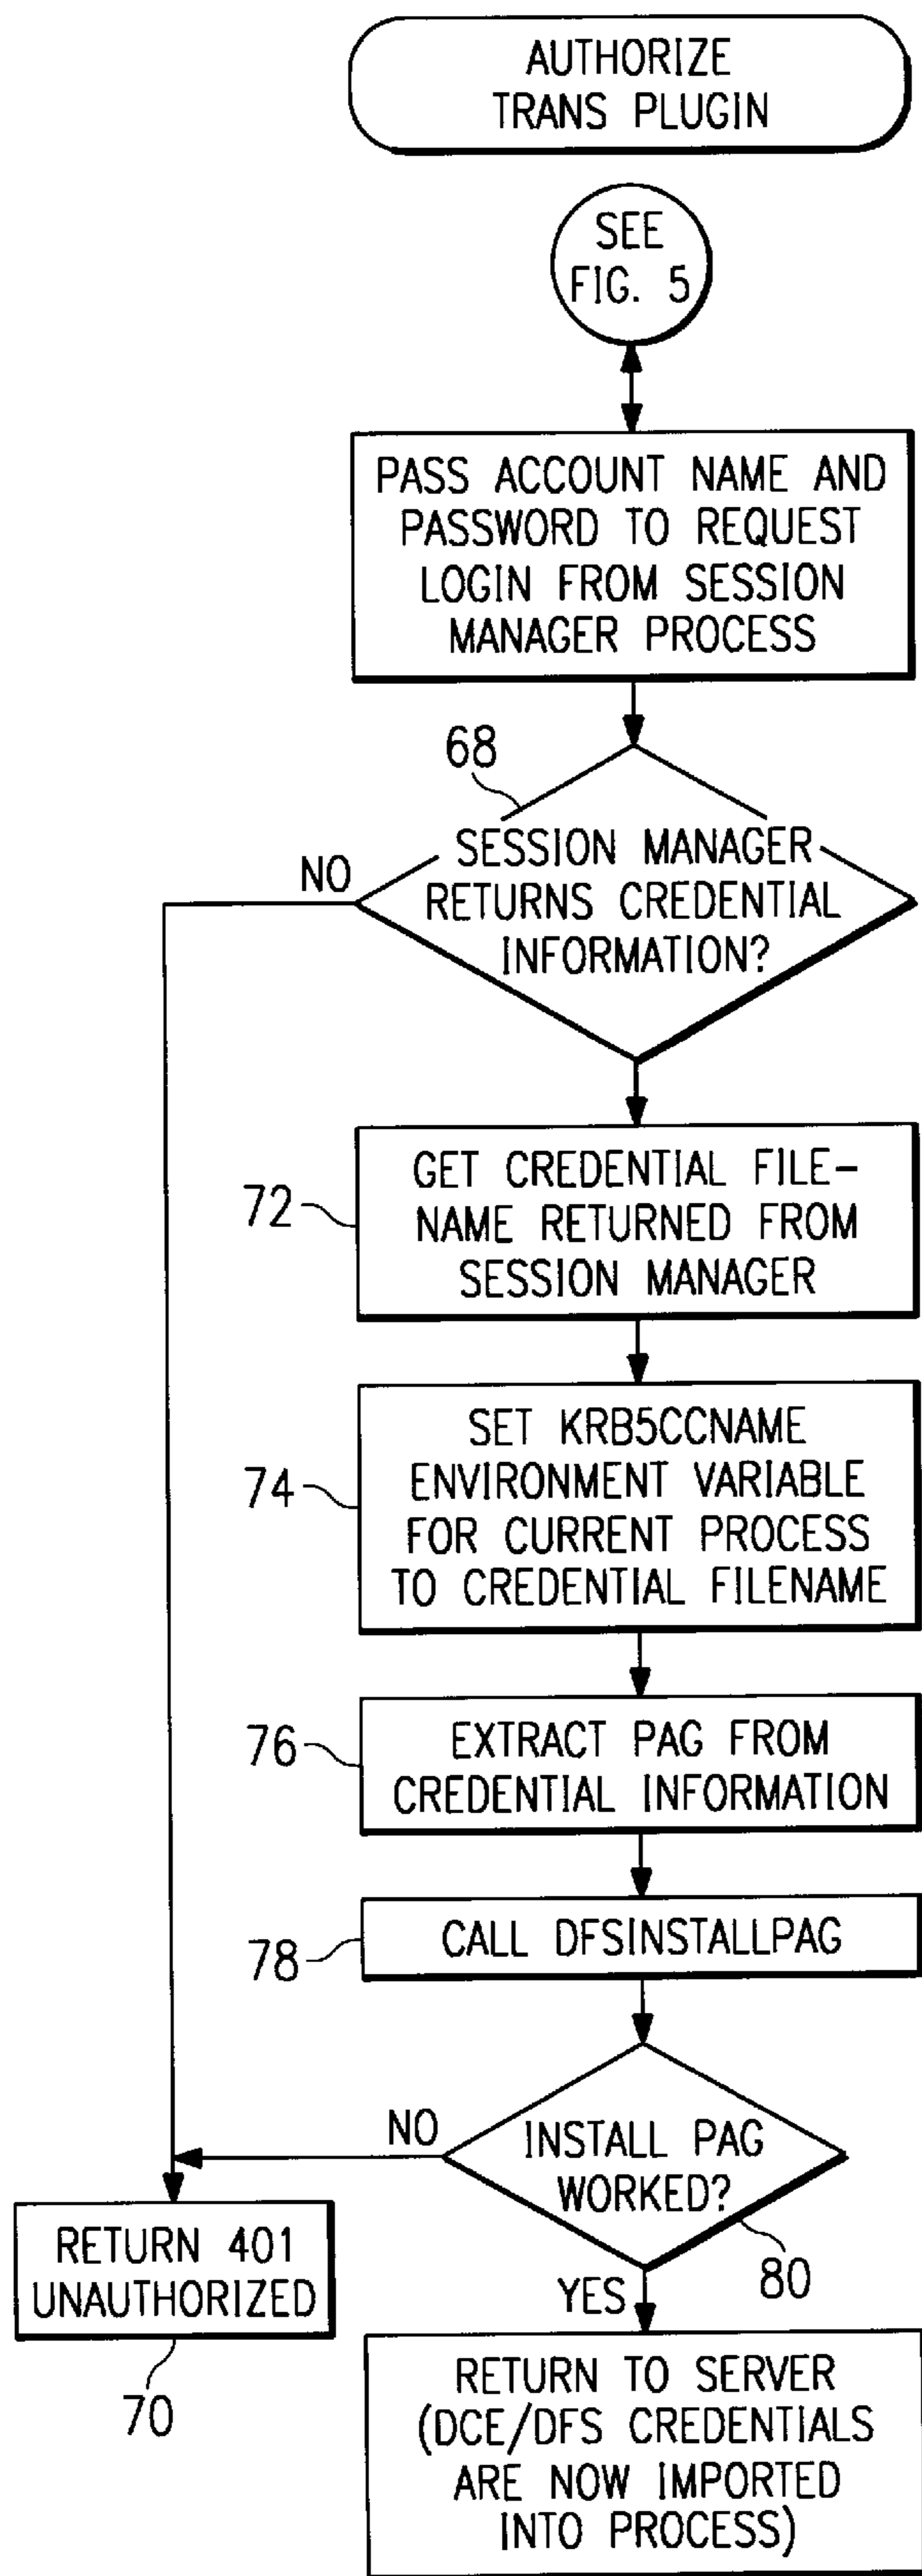 AUTHORIZE
TRANS PLUGIN
SEE
FIG. 5
PASS ACCOUNT NAME AND
PASSWORD TO REQUEST
LOGIN FROM SESSION
MANAGER PROCESS
68
SESSION MANAGER
RETURNS CREDENTIAL
INFORMATION?
NO
72
GET CREDENTIAL FILE-
NAME RETURNED FROM
SESSION MANAGER
74
SET KRB5CCNAME
ENVIRONMENT VARIABLE
FOR CURRENT PROCESS
TO CREDENTIAL FILENAME
76
EXTRACT PAG FROM
CREDENTIAL INFORMATION
78
CALL DFSINSTALLPAG
NO
INSTALL PAG
WORKED?
80
YES
RETURN 401
UNAUTHORIZED
70
RETURN TO SERVER
(DCE/DFS CREDENTIALS
ARE NOW IMPORTED
INTO PROCESS)